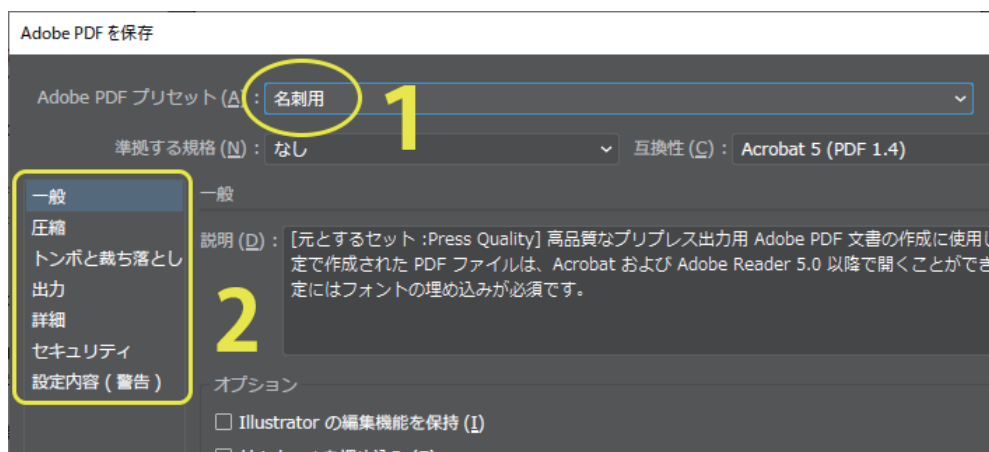 Adobe PDF を保存
Adobe PDF プリセット (A) : 名刺用
1
準拠する規格 (N) : なし
互換性 (C) : Acrobat 5 (PDF 1.4)
一般
圧縮
トンボと裁ち落とし
出力
詳細
セキュリティ
設定内容 ( 警告 )
2
一般
説明 (D) : [元とするセット :Press Quality] 高品質なプリプレス出力用 Adobe PDF 文書の作成に使用し
定で作成された PDF ファイルは、Acrobat および Adobe Reader 5.0 以降で開くことができ
定にはフォントの埋め込みが必須です。
オプション
Illustrator の編集機能を保持 (I)